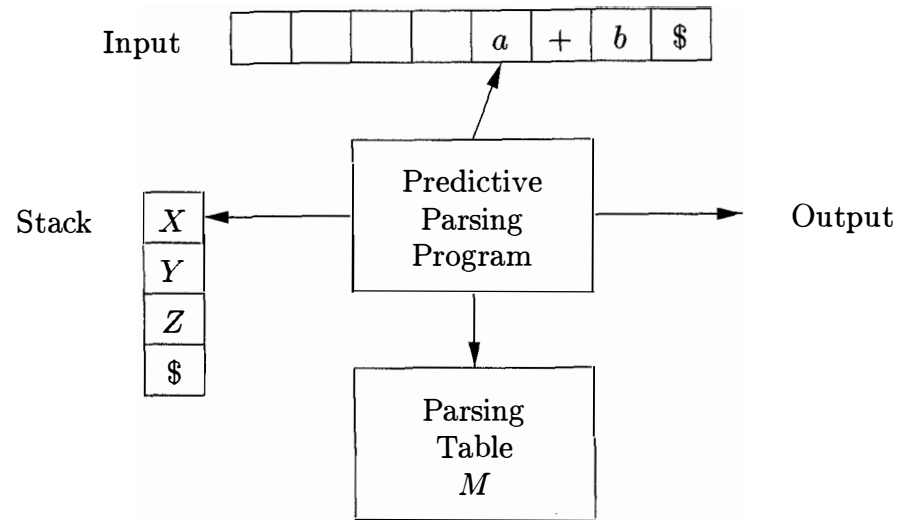 Input a + b $
Predictive
Parsing
Program
Stack X
Y
Z
$
Output
Parsing
Table
M